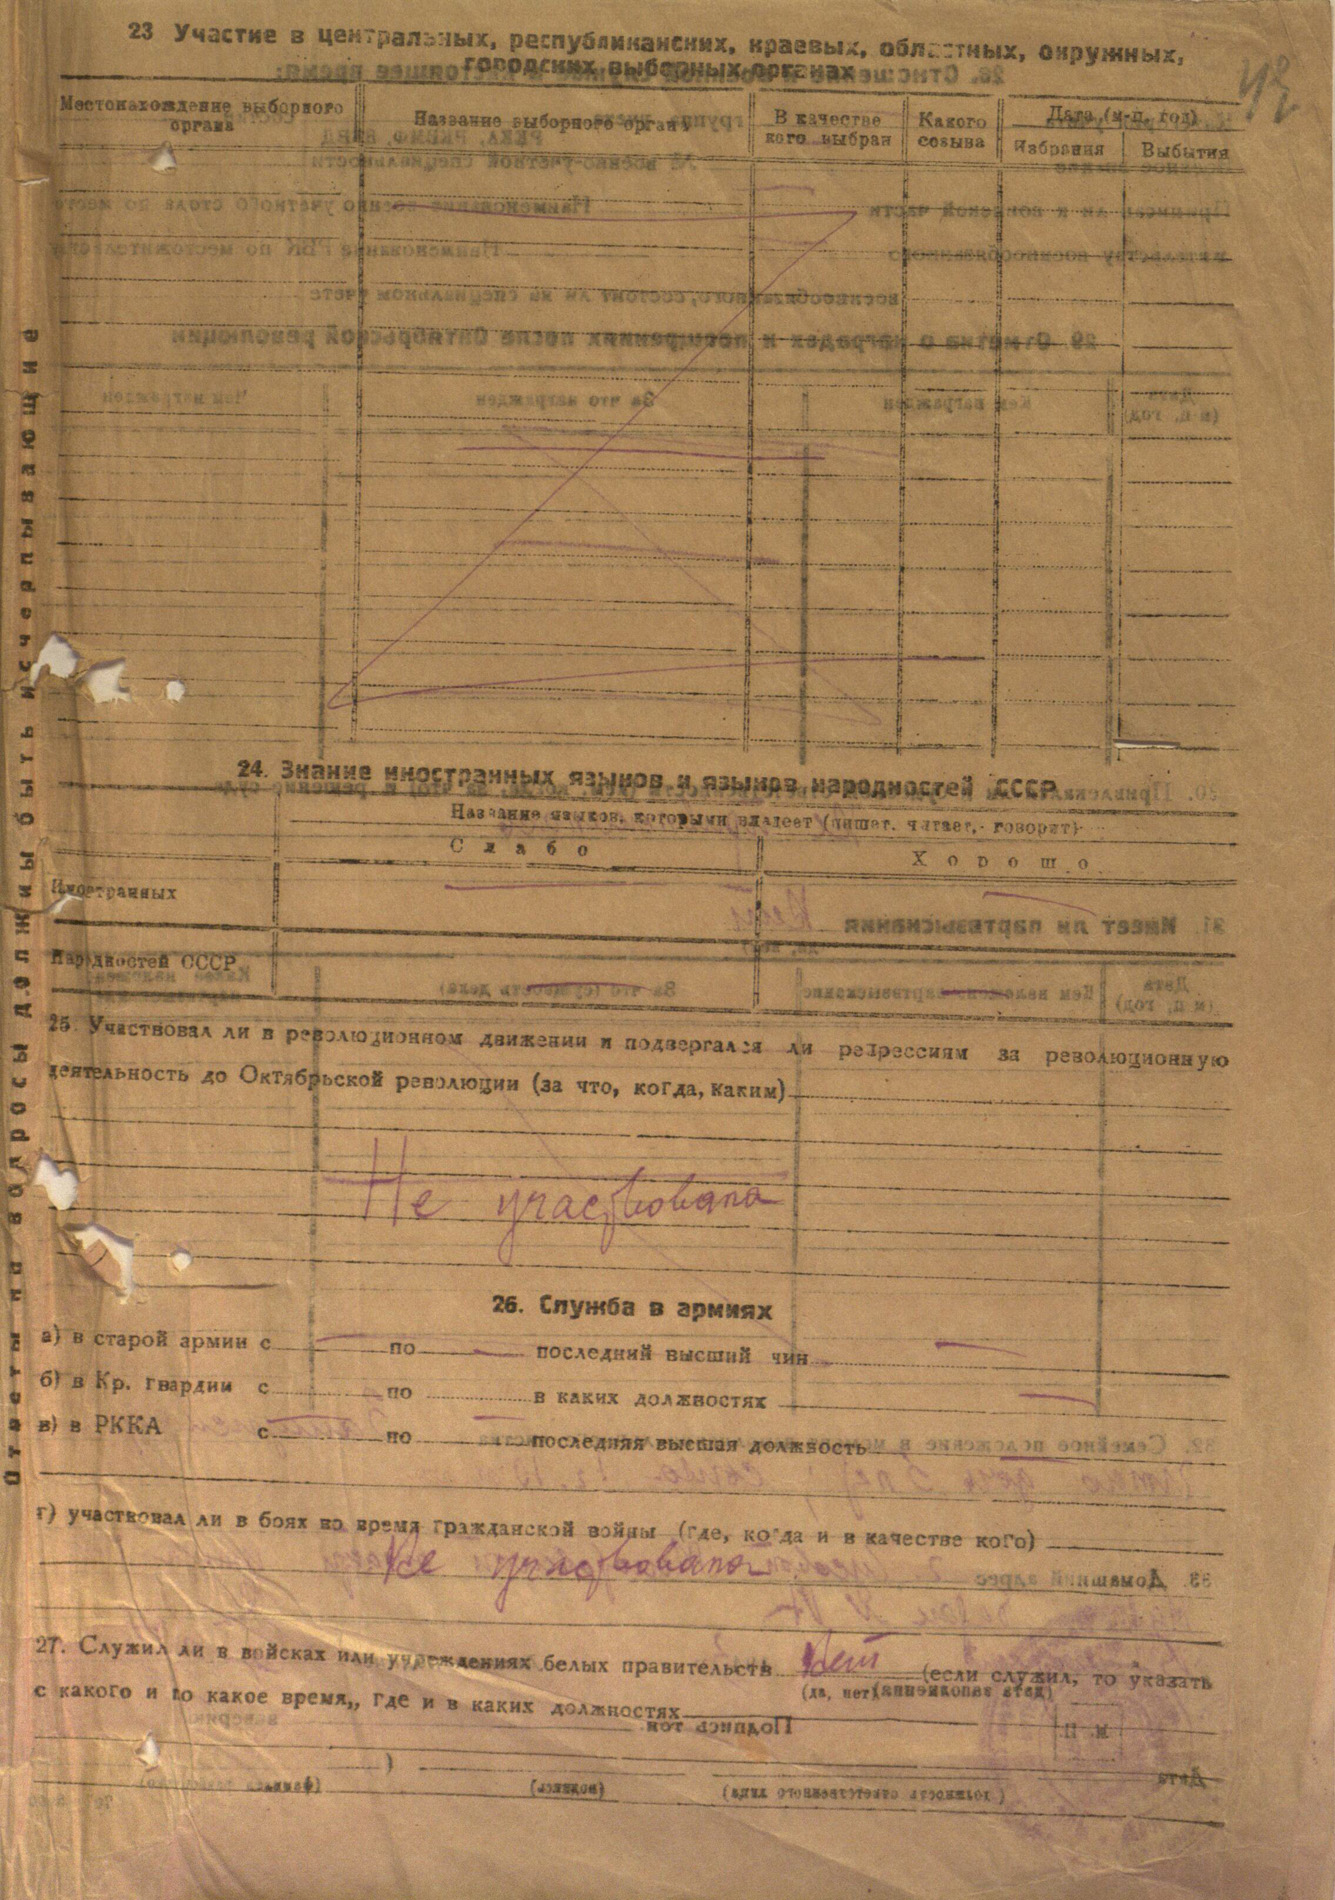 23 Участие в центральных, республиканских, краевых, областных, окружных,
городских выборных органах
42
Местонахождение выборного органа
Название выборного органа
В качестве кого выбран
Какого созыва
Дата (м-ц, год)
Избрания
Выбытия
24. Знание иностранных языков и языков народностей СССР
Название языков, которыми владеет (пишет, читает, говорит)
Слабо
Хорошо
Иностранных
Народностей СССР
25. Участвовал ли в революционном движении и подвергался ли репрессиям за революционную
деятельность до Октябрьской революции (за что, когда, каким)
Не участвовала
26. Служба в армиях
а) в старой армии с — по — последний высший чин —
б) в Кр. гвардии с — по в каких должностях —
в) в РККА с — по — последняя высшая должность
г) участвовал ли в боях во время гражданской войны (где, когда и в качестве кого)
Не участвовала
27. Служил ли в войсках или учреждениях белых правительств Нет (если служил, то указать
(да, нет)
с какого и по какое время, где и в каких должностях
Ответы на вопросы должны быть исчерпывающие